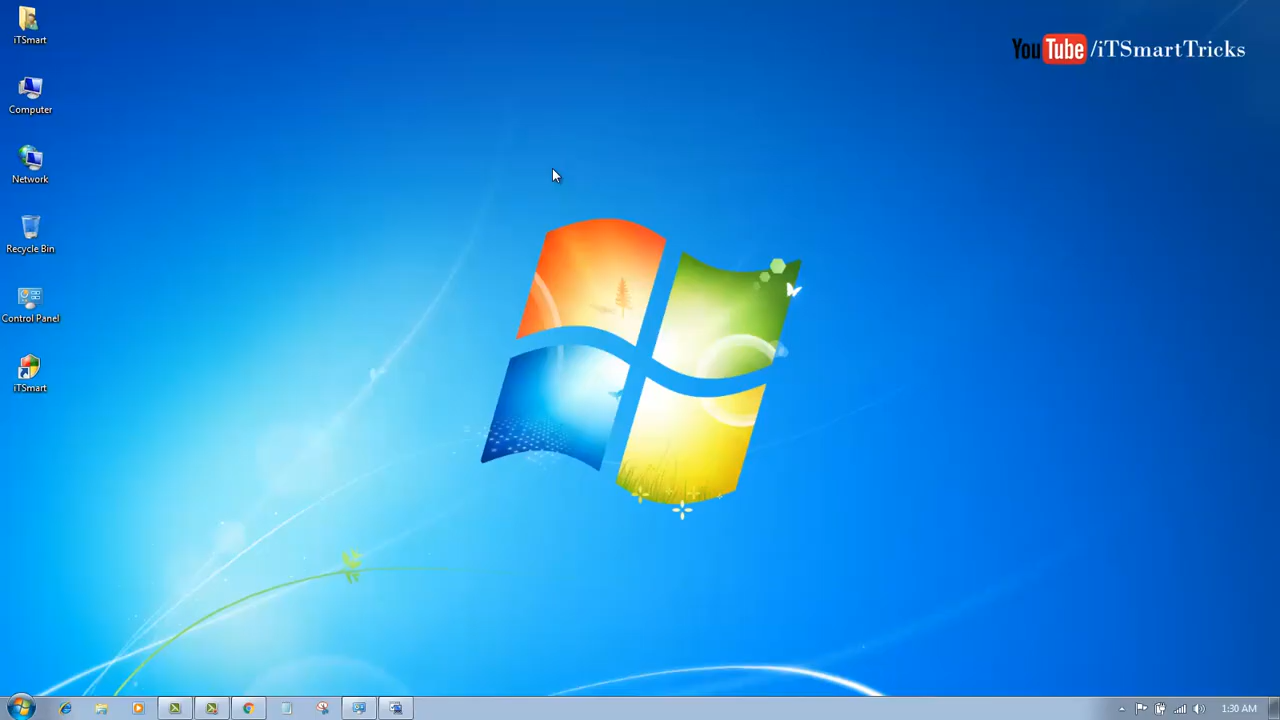 iTSmart
YouTube /iTSmartTricks
Computer
Network
Recycle Bin
Control Panel
iTSmart
1:30 AM